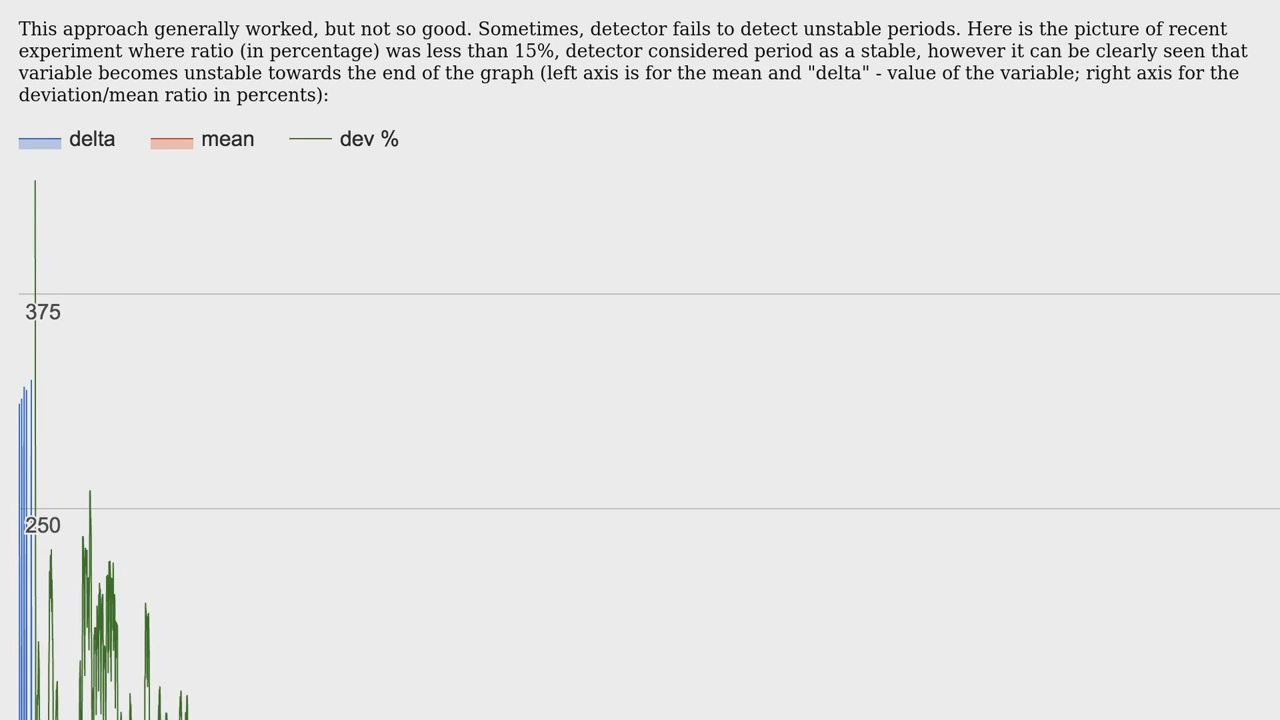 This approach generally worked, but not so good. Sometimes, detector fails to detect unstable periods. Here is the picture of recent
experiment where ratio (in percentage) was less than 15%, detector considered period as a stable, however it can be clearly seen that
variable becomes unstable towards the end of the graph (left axis is for the mean and "delta" - value of the variable; right axis for the
deviation/mean ratio in percents):
delta mean dev %
375
250